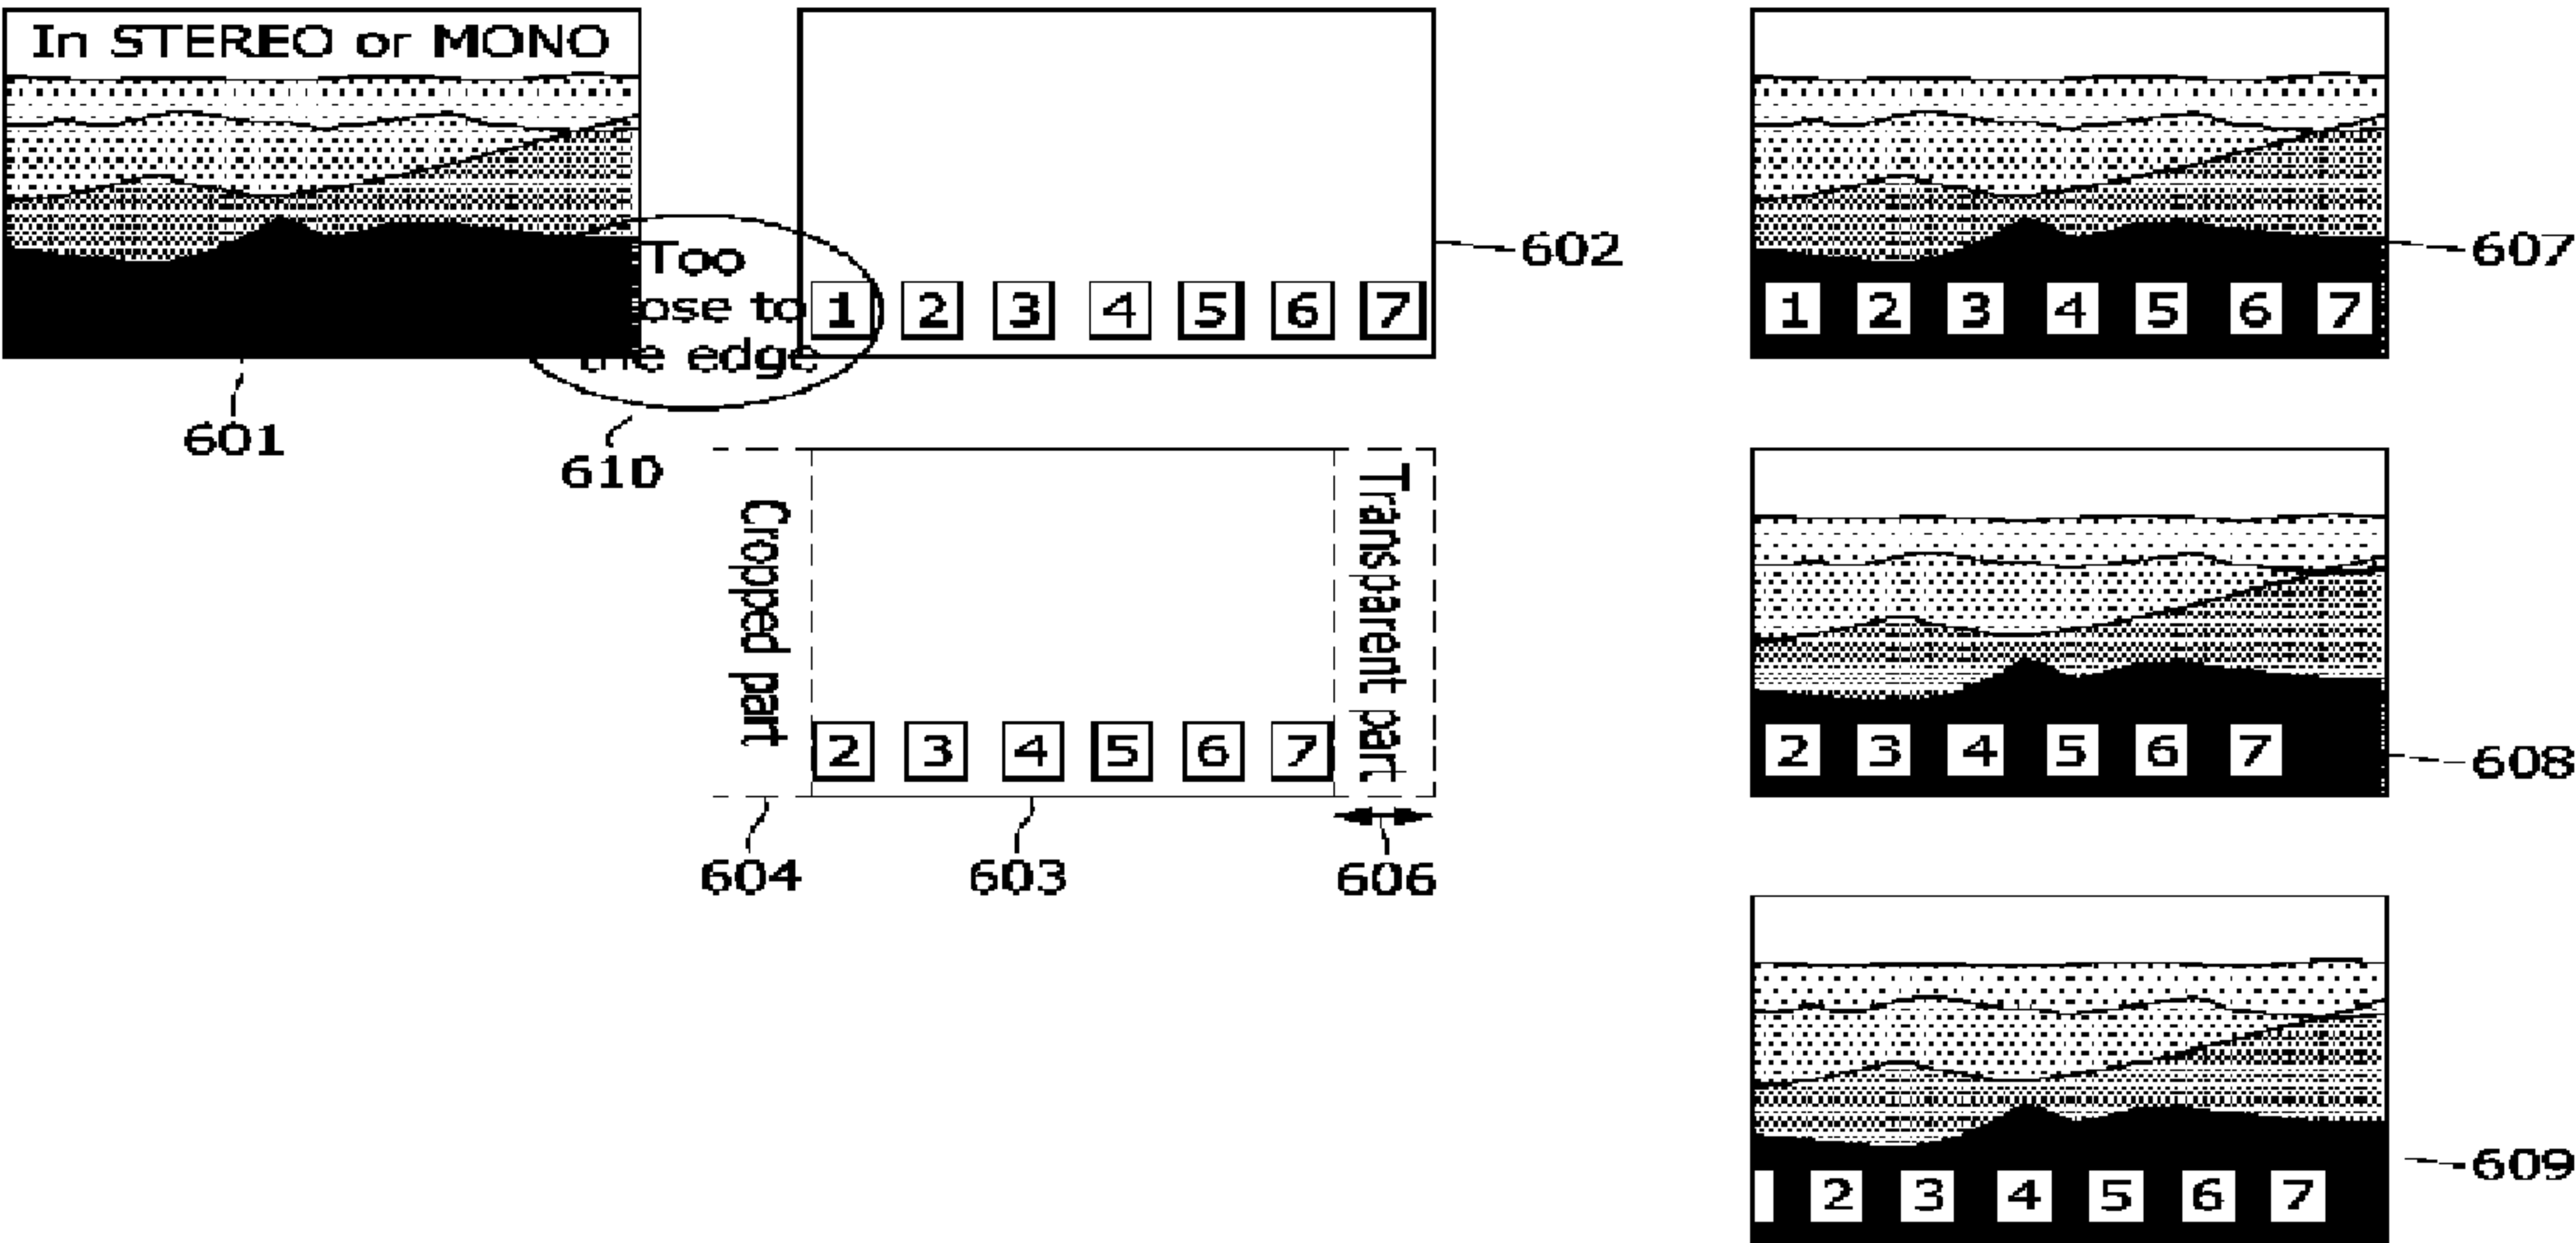 In STEREO or MONO
Too
ose to
he edge
1 2 3 4 5 6 7
602
601
610
1 2 3 4 5 6 7
607
Cropped part
Transparent part
2 3 4 5 6 7
604
603
606
2 3 4 5 6 7
608
2 3 4 5 6 7
609